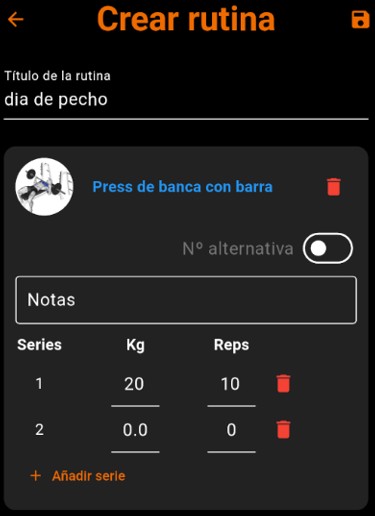 Crear rutina
Título de la rutina
dia de pecho
Press de banca con barra
Nº alternativa
Notas
Series Kg Reps
1 20 10
2 0.0 0
+ Añadir serie